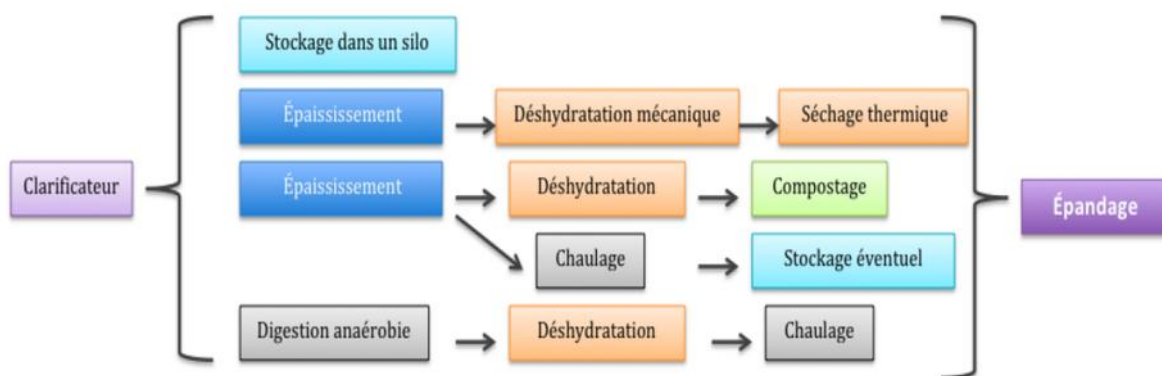 Stockage dans un silo
Épaississement
Déshydratation mécanique
Séchage thermique
Clarificateur
Épaississement
Déshydratation
Compostage
Épandage
Chaulage
Stockage éventuel
Digestion anaérobie
Déshydratation
Chaulage